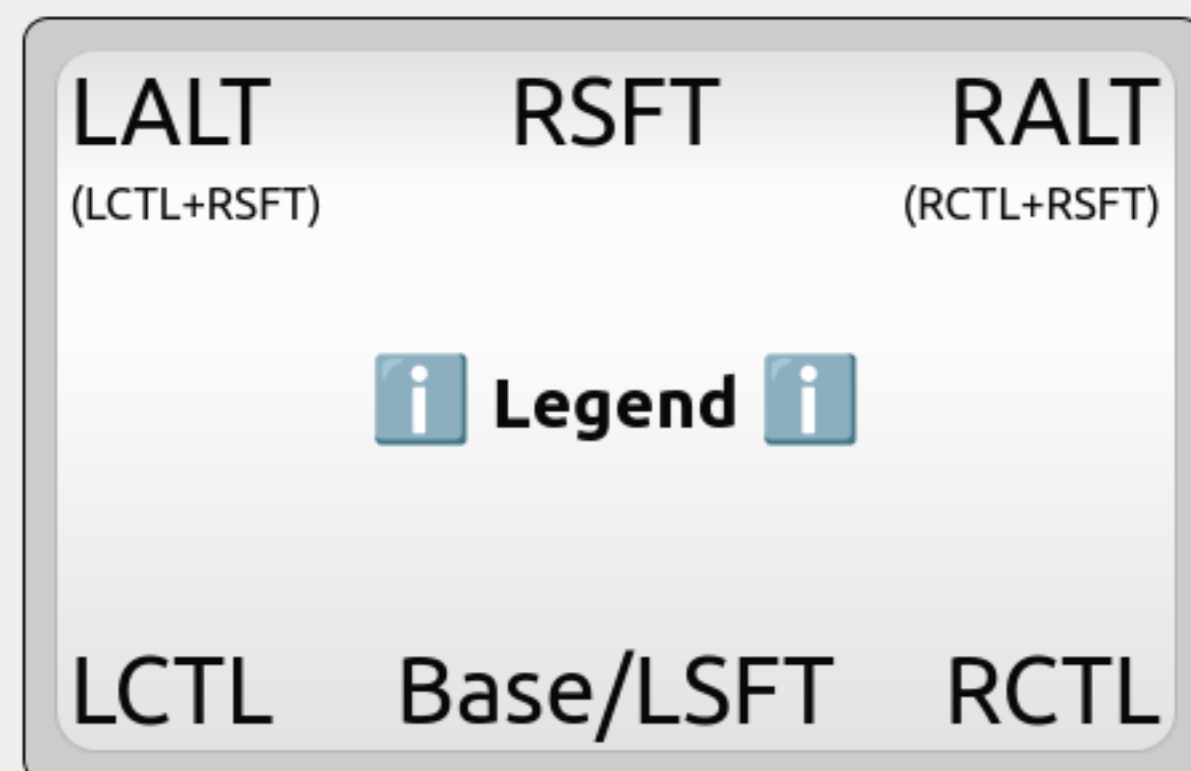 LALT RSFT RALT
(LCTL+RSFT) (RCTL+RSFT)
ℹ️ Legend ℹ️
LCTL Base/LSFT RCTL